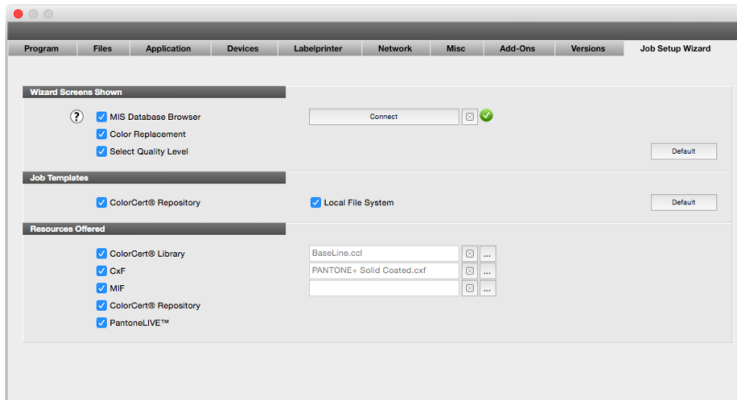 Program Files Application Devices Labelprinter Network Misc Add-Ons Versions Job Setup Wizard
Wizard Screens Shown
? MIS Database Browser Connect
Color Replacement
Select Quality Level Default
Job Templates
ColorCert® Repository Local File System Default
Resources Offered
ColorCert® Library BaseLine.ccl ...
CxF PANTONE+ Solid Coated.cxf ...
MIF ...
ColorCert® Repository
PantoneLIVE™